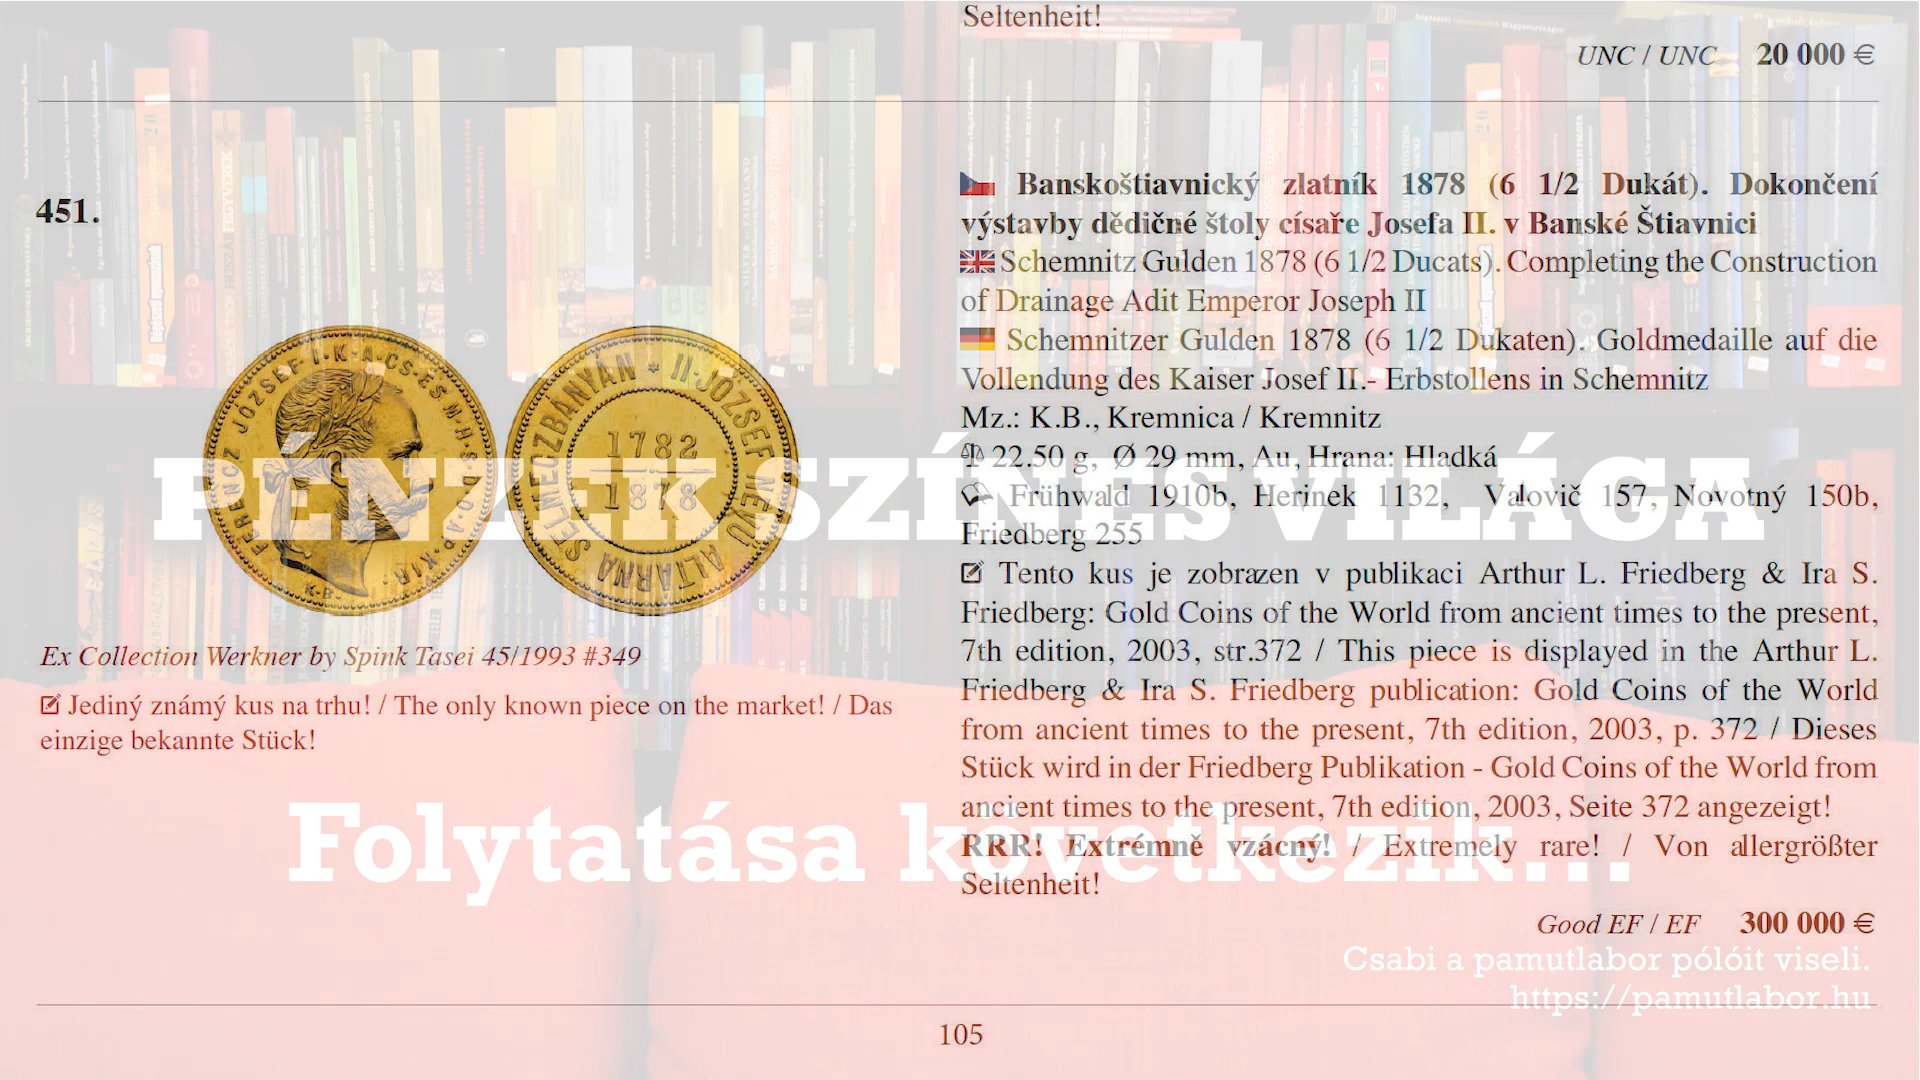 Seltenheit!
UNC / UNC 20 000 €
451.
Banskoštiavnický zlatník 1878 (6 1/2 Dukát). Dokončení
výstavby dědičné štoly císaře Josefa II. v Banské Štiavnici
Schemnitz Gulden 1878 (6 1/2 Ducats). Completing the Construction
of Drainage Adit Emperor Joseph II
Schemnitzer Gulden 1878 (6 1/2 Dukaten). Goldmedaille auf die
Vollendung des Kaiser Josef II.- Erbstollens in Schemnitz
Mz.: K.B., Kremnica / Kremnitz
22.50 g, Ø 29 mm, Au, Hrana: Hladká
Frühwald 1910b, Herinek 1132, Valovič 157, Novotný 150b,
Friedberg 255
Tento kus je zobrazen v publikaci Arthur L. Friedberg & Ira S.
Friedberg: Gold Coins of the World from ancient times to the present,
7th edition, 2003, str.372 / This piece is displayed in the Arthur L.
Friedberg & Ira S. Friedberg publication: Gold Coins of the World
from ancient times to the present, 7th edition, 2003, p. 372 / Dieses
Stück wird in der Friedberg Publikation - Gold Coins of the World from
ancient times to the present, 7th edition, 2003, Seite 372 angezeigt!
RRR! Extrémně vzácný! / Extremely rare! / Von allergrößter
Seltenheit!
Good EF / EF 300 000 €
FERENCZ JÓZSEF·I·K·A·CS·ÉS M·H·S·D·O·AP·KIR·
K·B·
II·JÓZSEF NEVÜ ALTÁRNA SELMECZBÁNYÁN
1782
1878
Ex Collection Werkner by Spink Tasei 45/1993 #349
Jediný známý kus na trhu! / The only known piece on the market! / Das
einzige bekannte Stück!
PÉNZEK SZÍNES VILÁGA
Folytatása következik...
Csabi a pamutlabor pólóit viseli.
https://pamutlabor.hu
105